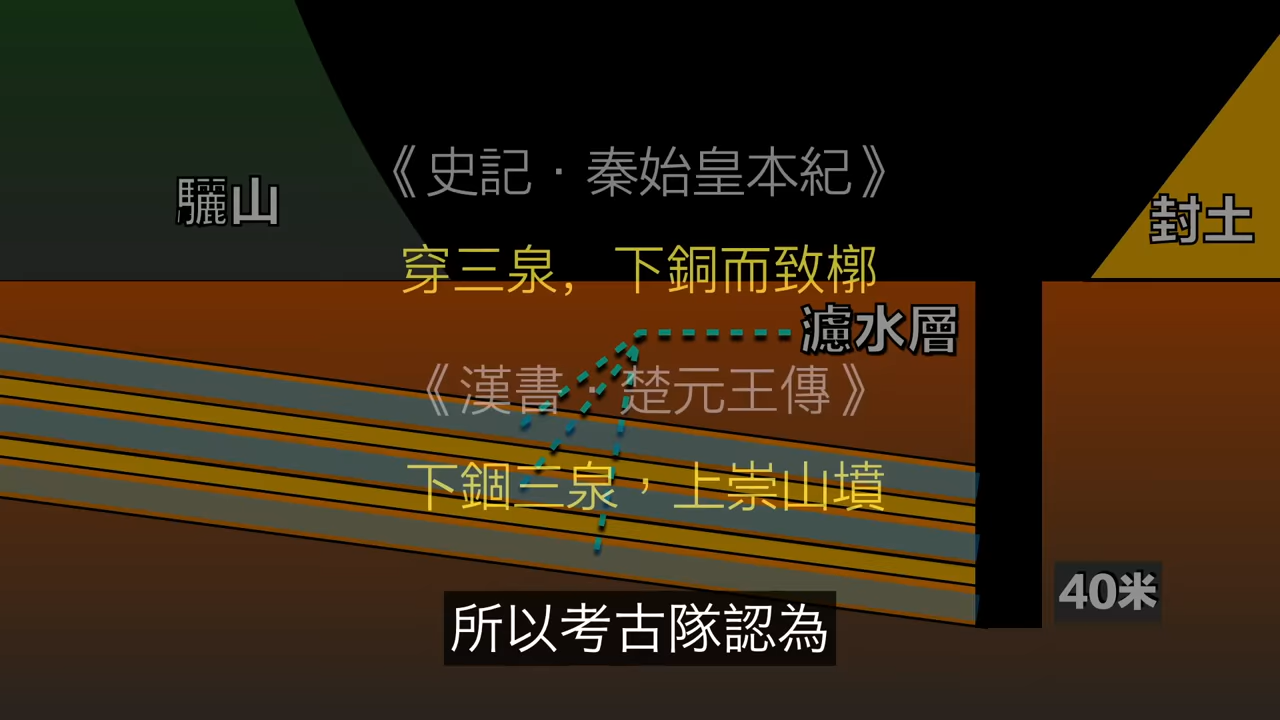 《史記·秦始皇本紀》
驪山
封土
穿三泉，下銅而致槨
濾水層
《漢書·楚元王傳》
下錮三泉，上崇山墳
40米
所以考古隊認為